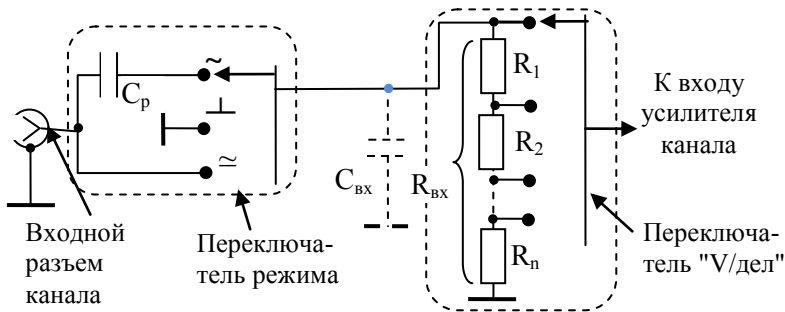 ~
Cр
≃
Входной
разъем
канала
Переключа-
тель режима
Cвх
Rвх
R1
R2
Rn
К входу
усилителя
канала
Переключа-
тель "V/дел"